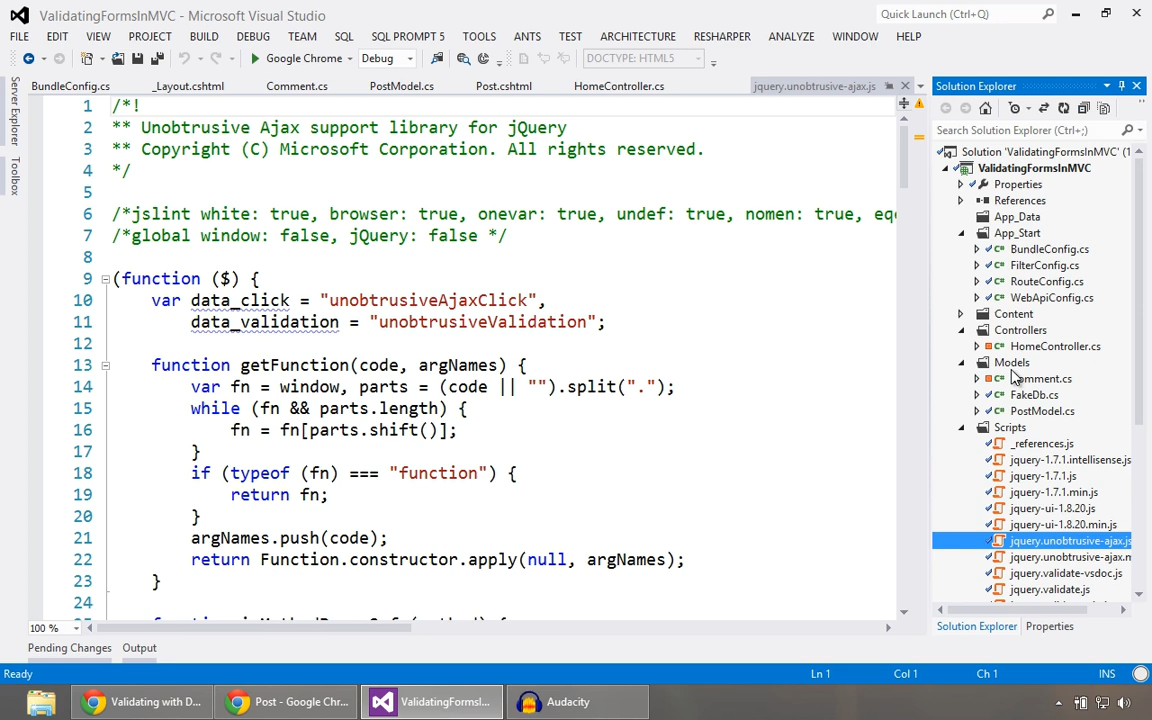 ValidatingFormsInMVC - Microsoft Visual Studio
Quick Launch (Ctrl+Q)
FILE EDIT VIEW PROJECT BUILD DEBUG TEAM SQL SQL PROMPT 5 TOOLS ANTS TEST ARCHITECTURE RESHARPER ANALYZE WINDOW HELP
Google Chrome Debug DOCTYPE: HTML5
BundleConfig.cs _Layout.cshtml Comment.cs PostModel.cs Post.cshtml HomeController.cs jquery.unobtrusive-ajax.js
Server Explorer
Toolbox
1 /*!
2 ** Unobtrusive Ajax support library for jQuery
3 ** Copyright (C) Microsoft Corporation. All rights reserved.
4 */
5
6 /*jslint white: true, browser: true, onevar: true, undef: true, nomen: true, eqe
7 /*global window: false, jQuery: false */
8
9 (function ($) {
10 var data_click = "unobtrusiveAjaxClick",
11 data_validation = "unobtrusiveValidation";
12
13 function getFunction(code, argNames) {
14 var fn = window, parts = (code || "").split(".");
15 while (fn && parts.length) {
16 fn = fn[parts.shift()];
17 }
18 if (typeof (fn) === "function") {
19 return fn;
20 }
21 argNames.push(code);
22 return Function.constructor.apply(null, argNames);
23 }
24
100 %
Solution Explorer
Search Solution Explorer (Ctrl+;)
Solution 'ValidatingFormsInMVC' (1
ValidatingFormsInMVC
Properties
References
App_Data
App_Start
BundleConfig.cs
FilterConfig.cs
RouteConfig.cs
WebApiConfig.cs
Content
Controllers
HomeController.cs
Models
Comment.cs
FakeDb.cs
PostModel.cs
Scripts
_references.js
jquery-1.7.1.intellisense.js
jquery-1.7.1.js
jquery-1.7.1.min.js
jquery-ui-1.8.20.js
jquery-ui-1.8.20.min.js
jquery.unobtrusive-ajax.js
jquery.unobtrusive-ajax.m
jquery.validate-vsdoc.js
jquery.validate.js
Solution Explorer Properties
Pending Changes Output
Ready Ln 1 Col 1 Ch 1 INS
Validating with D... Post - Google Chr... ValidatingFormsI... Audacity